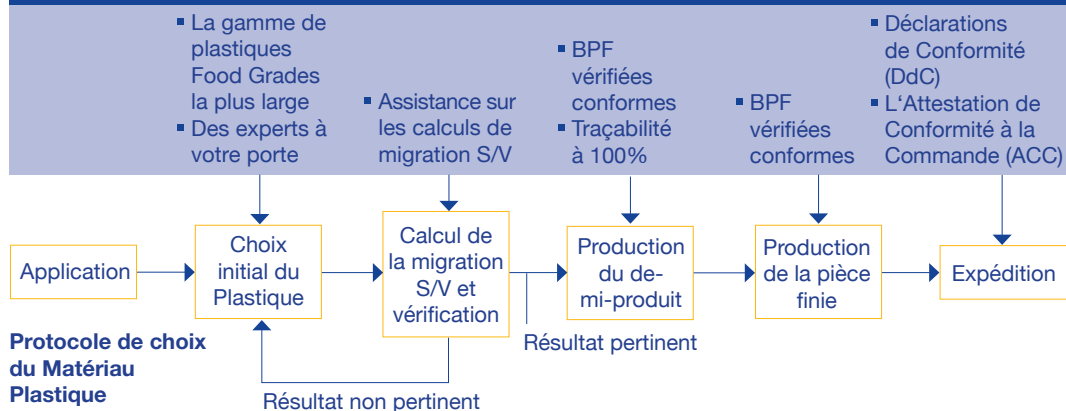 ▪ La gamme de
plastiques
Food Grades
la plus large
▪ Des experts à
votre porte
▪ Assistance sur
les calculs de
migration S/V
▪ BPF
vérifiées
conformes
▪ Traçabilité
à 100%
▪ BPF
vérifiées
conformes
▪ Déclarations
de Conformité
(DdC)
▪ L‘Attestation de
Conformité à la
Commande (ACC)
Application
Choix
initial du
Plastique
Calcul de
la migration
S/V et
vérification
Production
du de-
mi-produit
Production
de la pièce
finie
Expédition
Résultat pertinent
Résultat non pertinent
Protocole de choix
du Matériau
Plastique